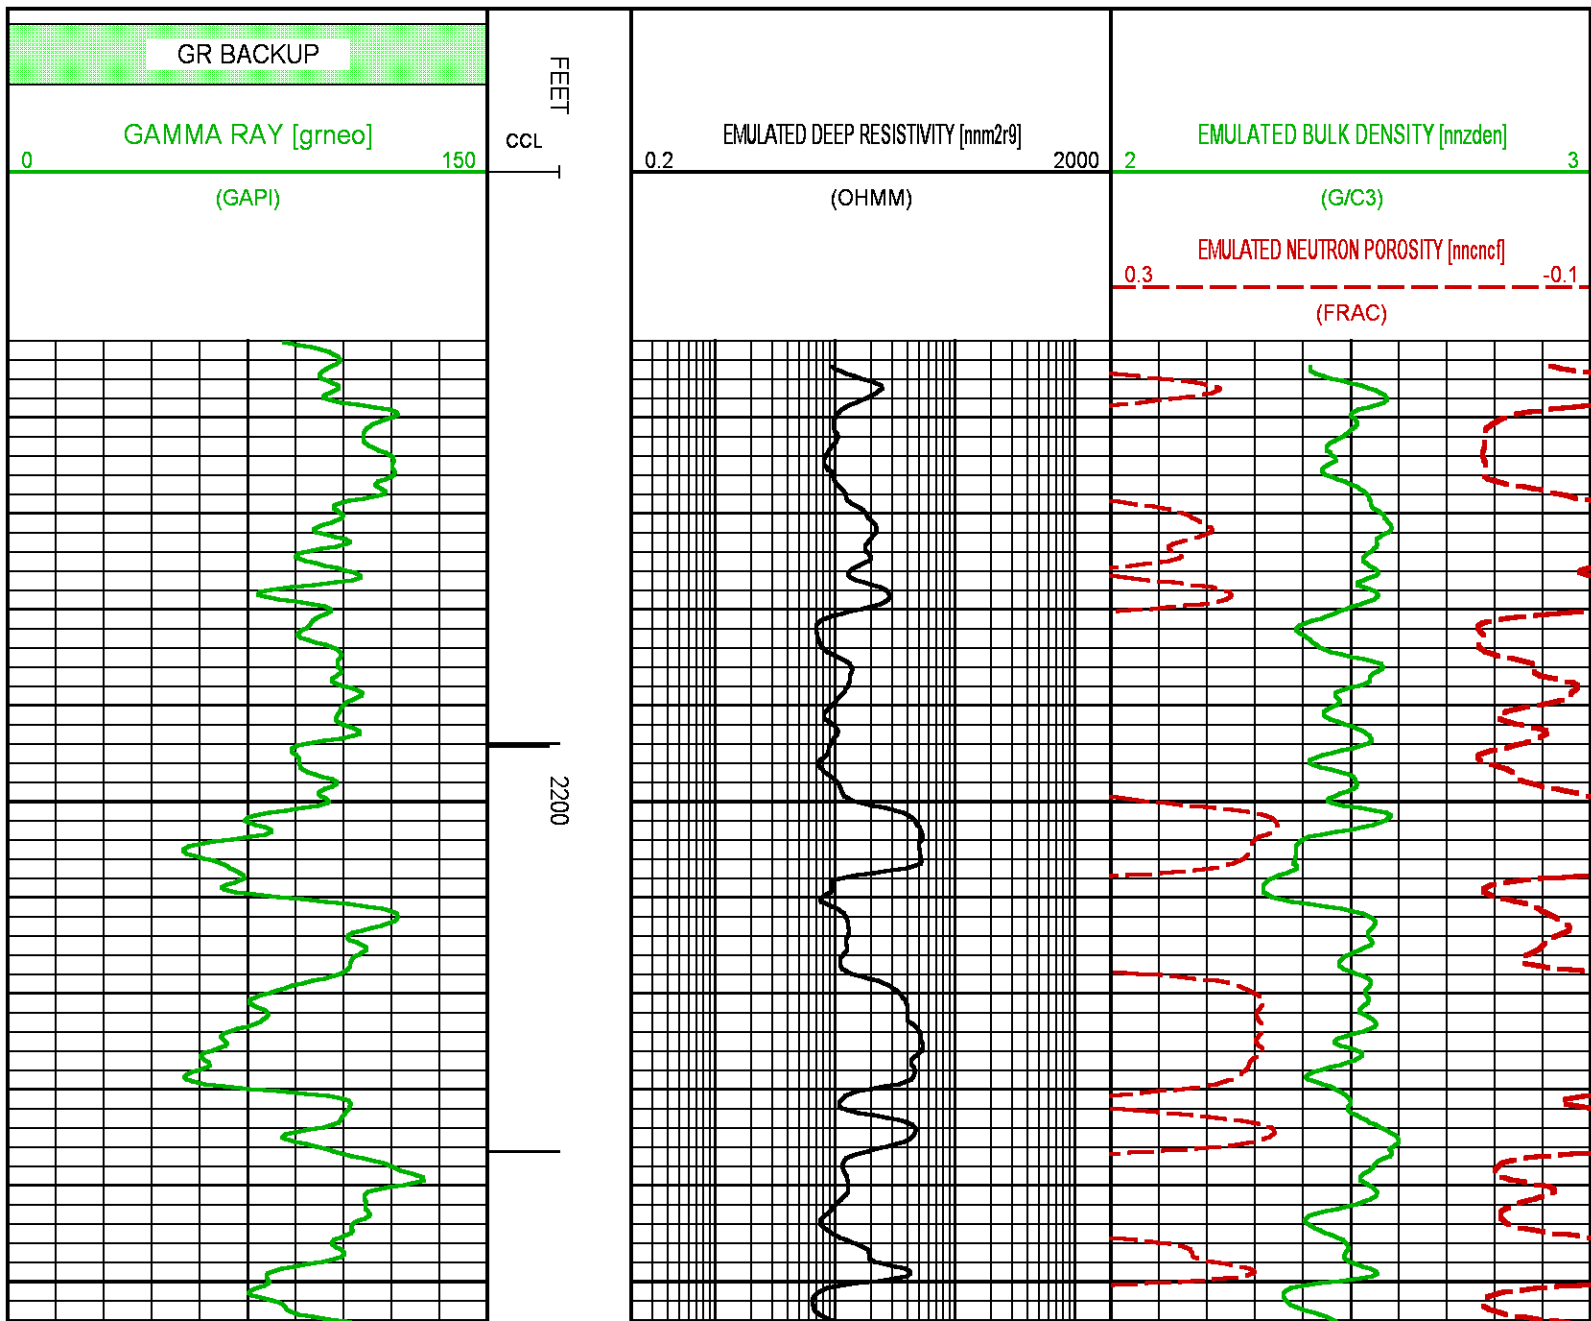 GR BACKUP
GAMMA RAY [grneo]
0 150
(GAPI)
FEET
CCL
2200
EMULATED DEEP RESISTIVITY [nnm2r9]
0.2 2000
(OHMM)
EMULATED BULK DENSITY [nnzden]
2 3
(G/C3)
EMULATED NEUTRON POROSITY [nncncf]
0.3 -0.1
(FRAC)